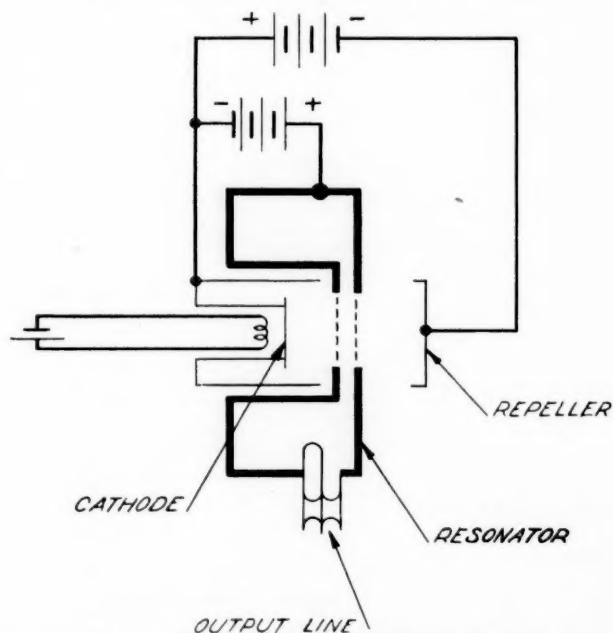 + -
- +
REPELLER
CATHODE
RESONATOR
OUTPUT LINE